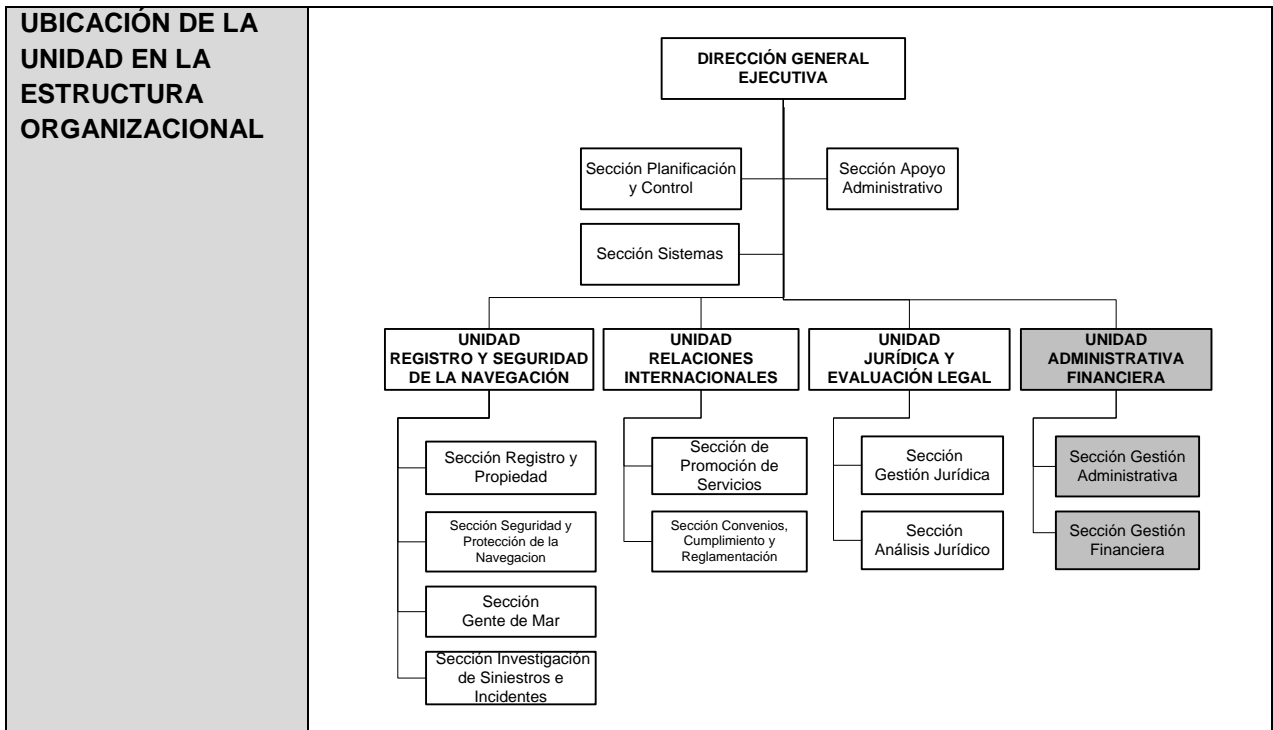 UBICACIÓN DE LA
UNIDAD EN LA
ESTRUCTURA
ORGANIZACIONAL
DIRECCIÓN GENERAL
EJECUTIVA
Sección Planificación
y Control
Sección Apoyo
Administrativo
Sección Sistemas
UNIDAD
REGISTRO Y SEGURIDAD
DE LA NAVEGACIÓN
UNIDAD
RELACIONES
INTERNACIONALES
UNIDAD
JURÍDICA Y
EVALUACIÓN LEGAL
UNIDAD
ADMINISTRATIVA
FINANCIERA
Sección Registro y
Propiedad
Sección Seguridad y
Protección de la
Navegacion
Sección
Gente de Mar
Sección Investigación
de Siniestros e
Incidentes
Sección de
Promoción de
Servicios
Sección Convenios,
Cumplimiento y
Reglamentación
Sección
Gestión Jurídica
Sección
Análisis Jurídico
Sección Gestión
Administrativa
Sección Gestión
Financiera